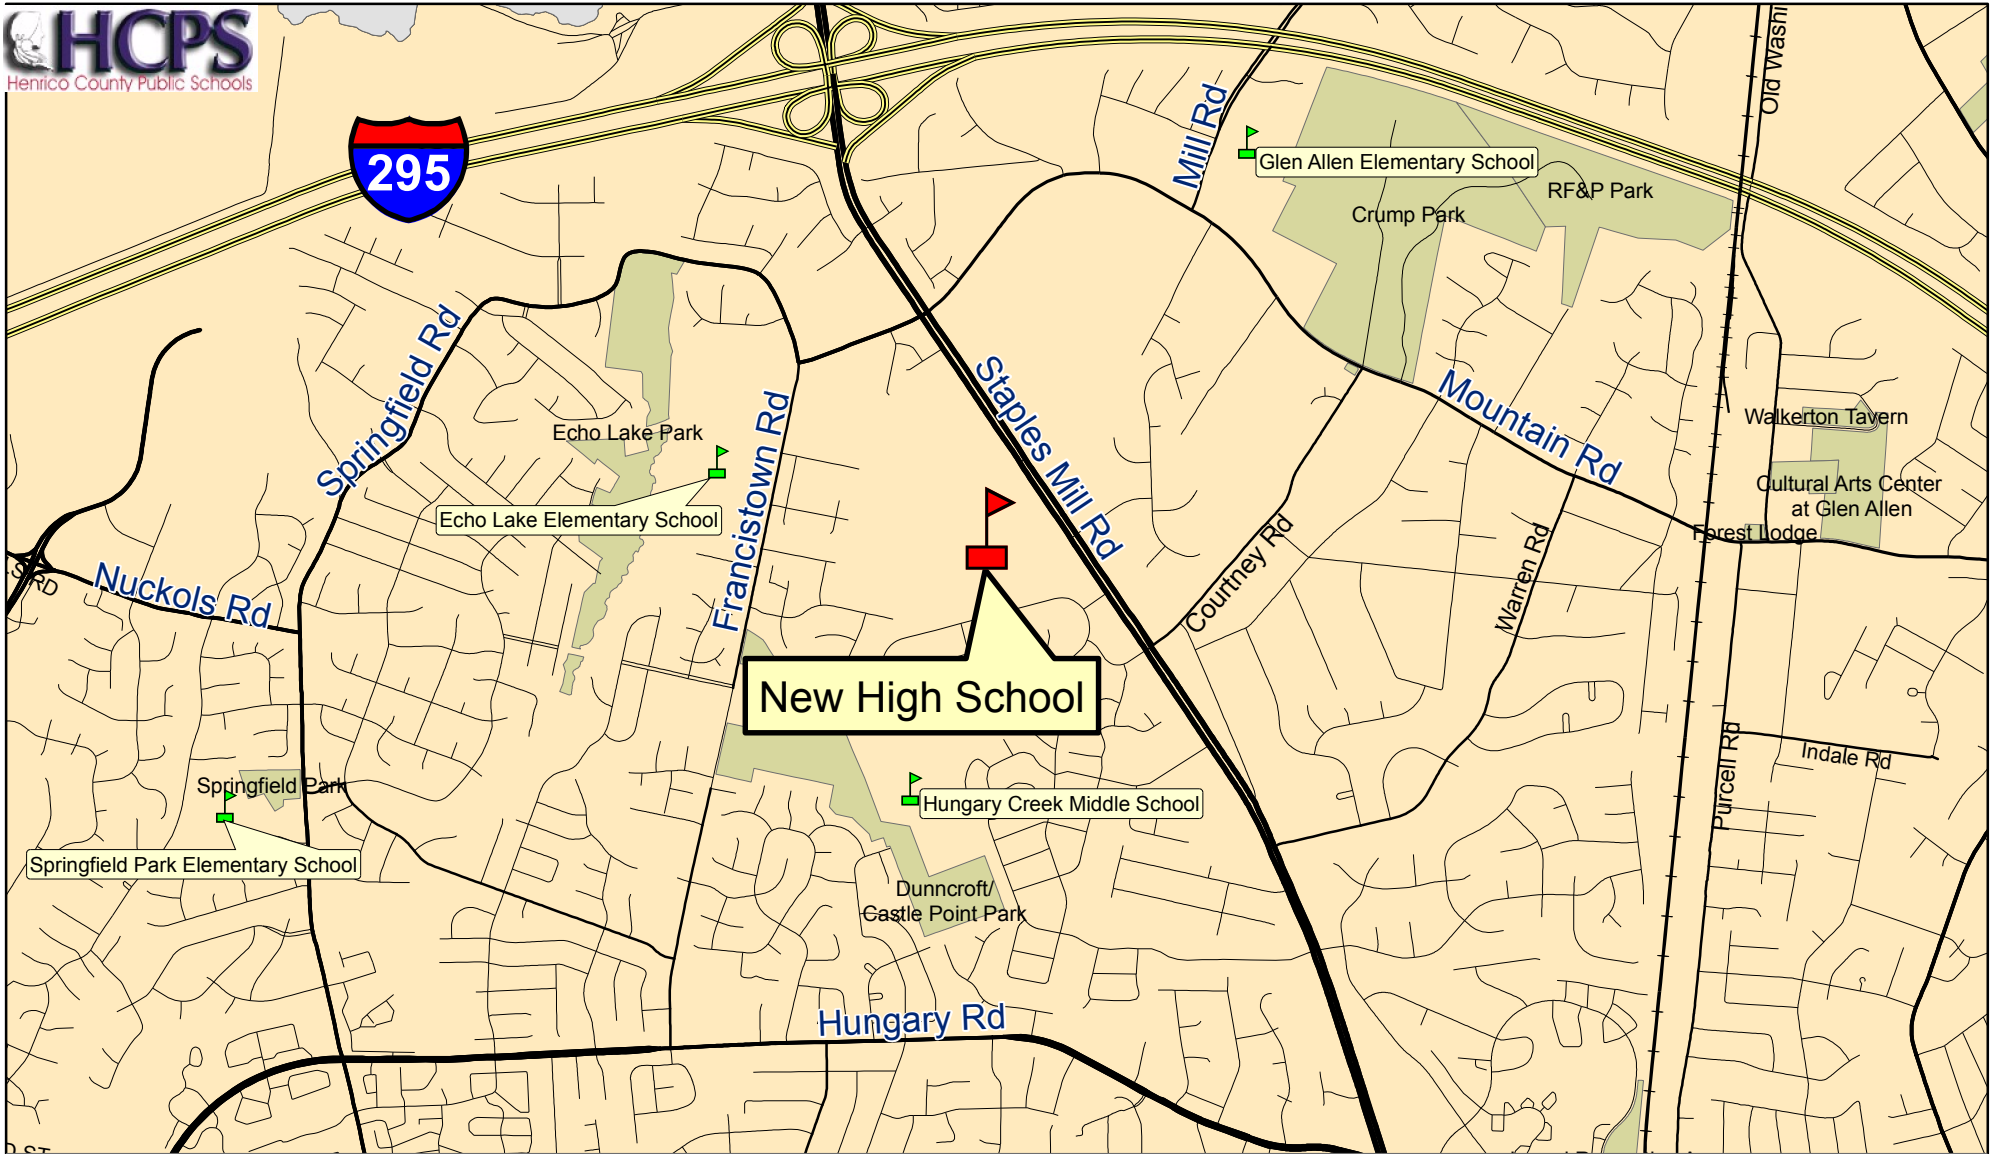 HCPS
Henrico County Public Schools
295
Old Washi
Mill Rd
Glen Allen Elementary School
RF&P Park
Crump Park
Springfield Rd
Staples Mill Rd
Mountain Rd
Francistown Rd
Echo Lake Park
Echo Lake Elementary School
Walkerton Tavern
Cultural Arts Center
at Glen Allen
Forest Lodge
Courtney Rd
Warren Rd
Nuckols Rd
New High School
Purcell Rd
Indale Rd
Springfield Park
Springfield Park Elementary School
Hungary Creek Middle School
Dunncroft/
Castle Point Park
Hungary Rd